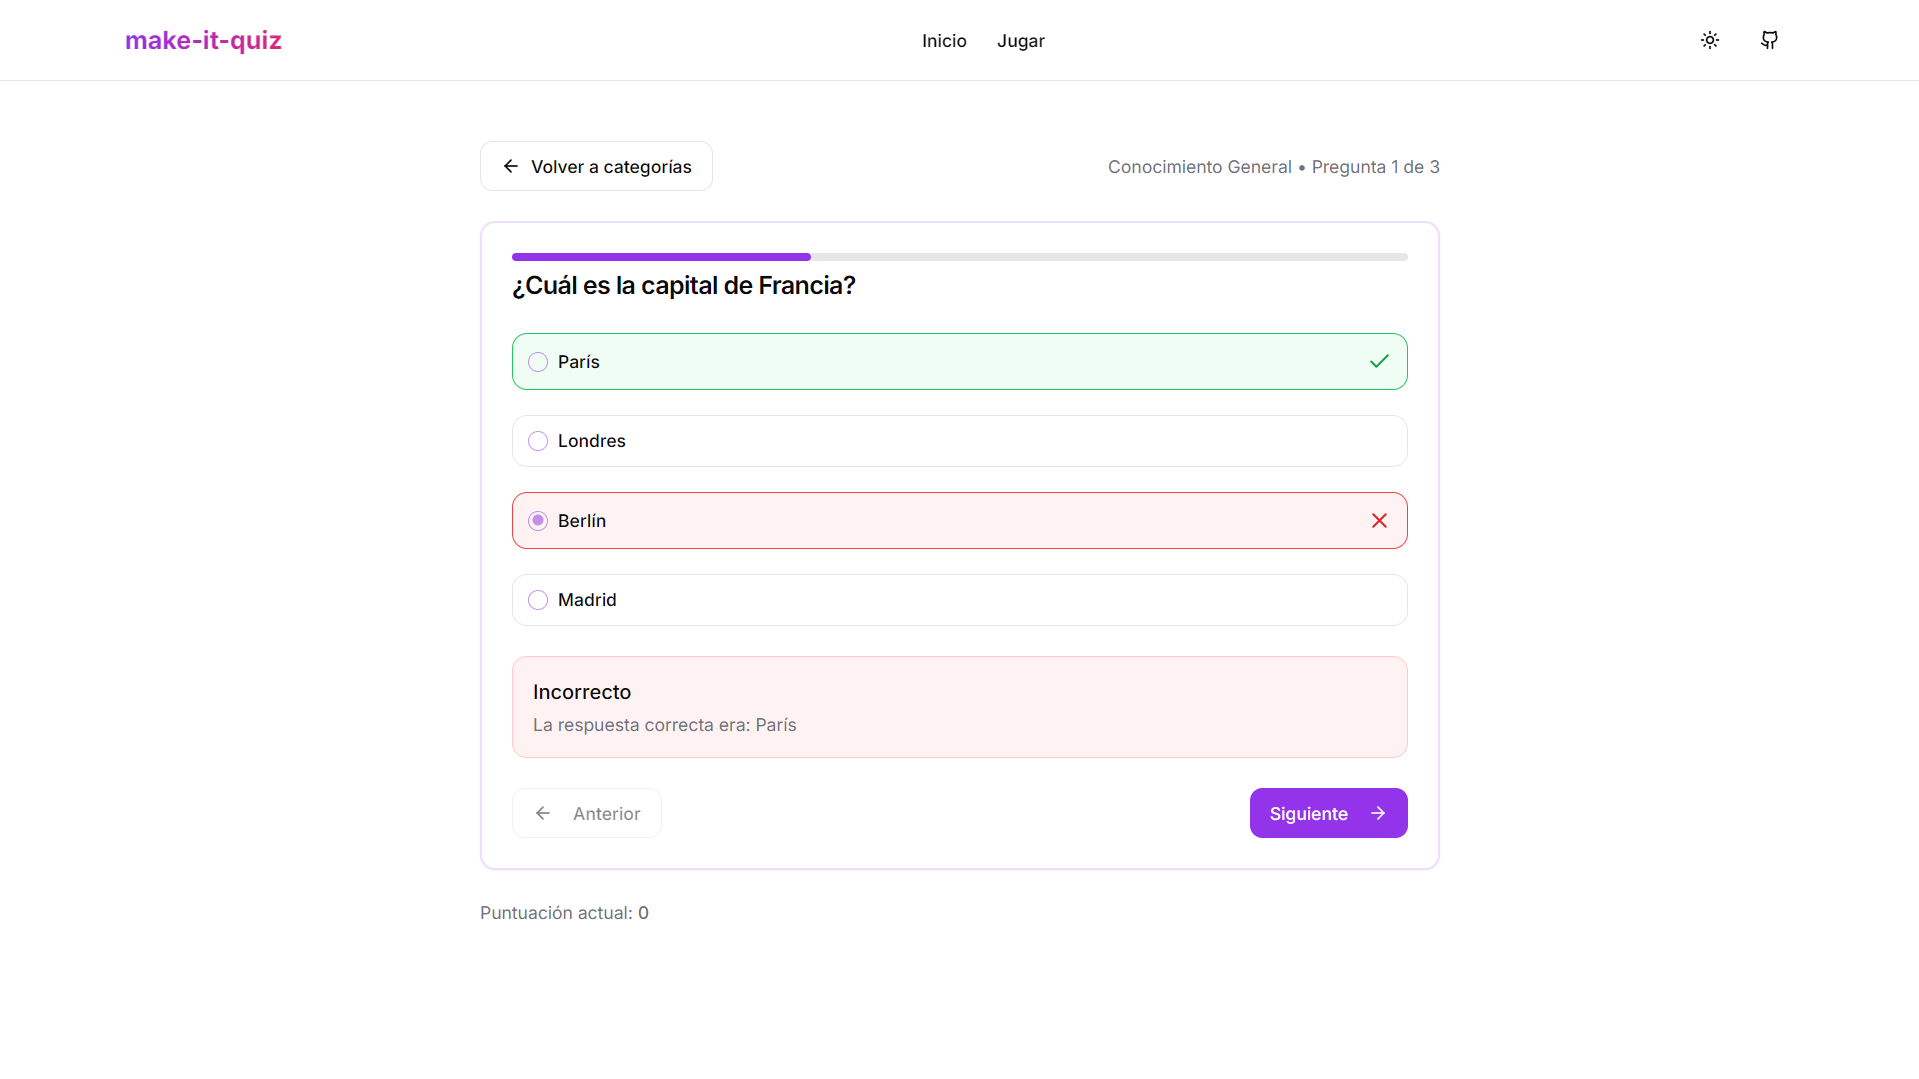 make-it-quiz
Inicio
Jugar
Volver a categorías
Conocimiento General • Pregunta 1 de 3
¿Cuál es la capital de Francia?
París
Londres
Berlín
Madrid
Incorrecto
La respuesta correcta era: París
Anterior
Siguiente
Puntuación actual: 0